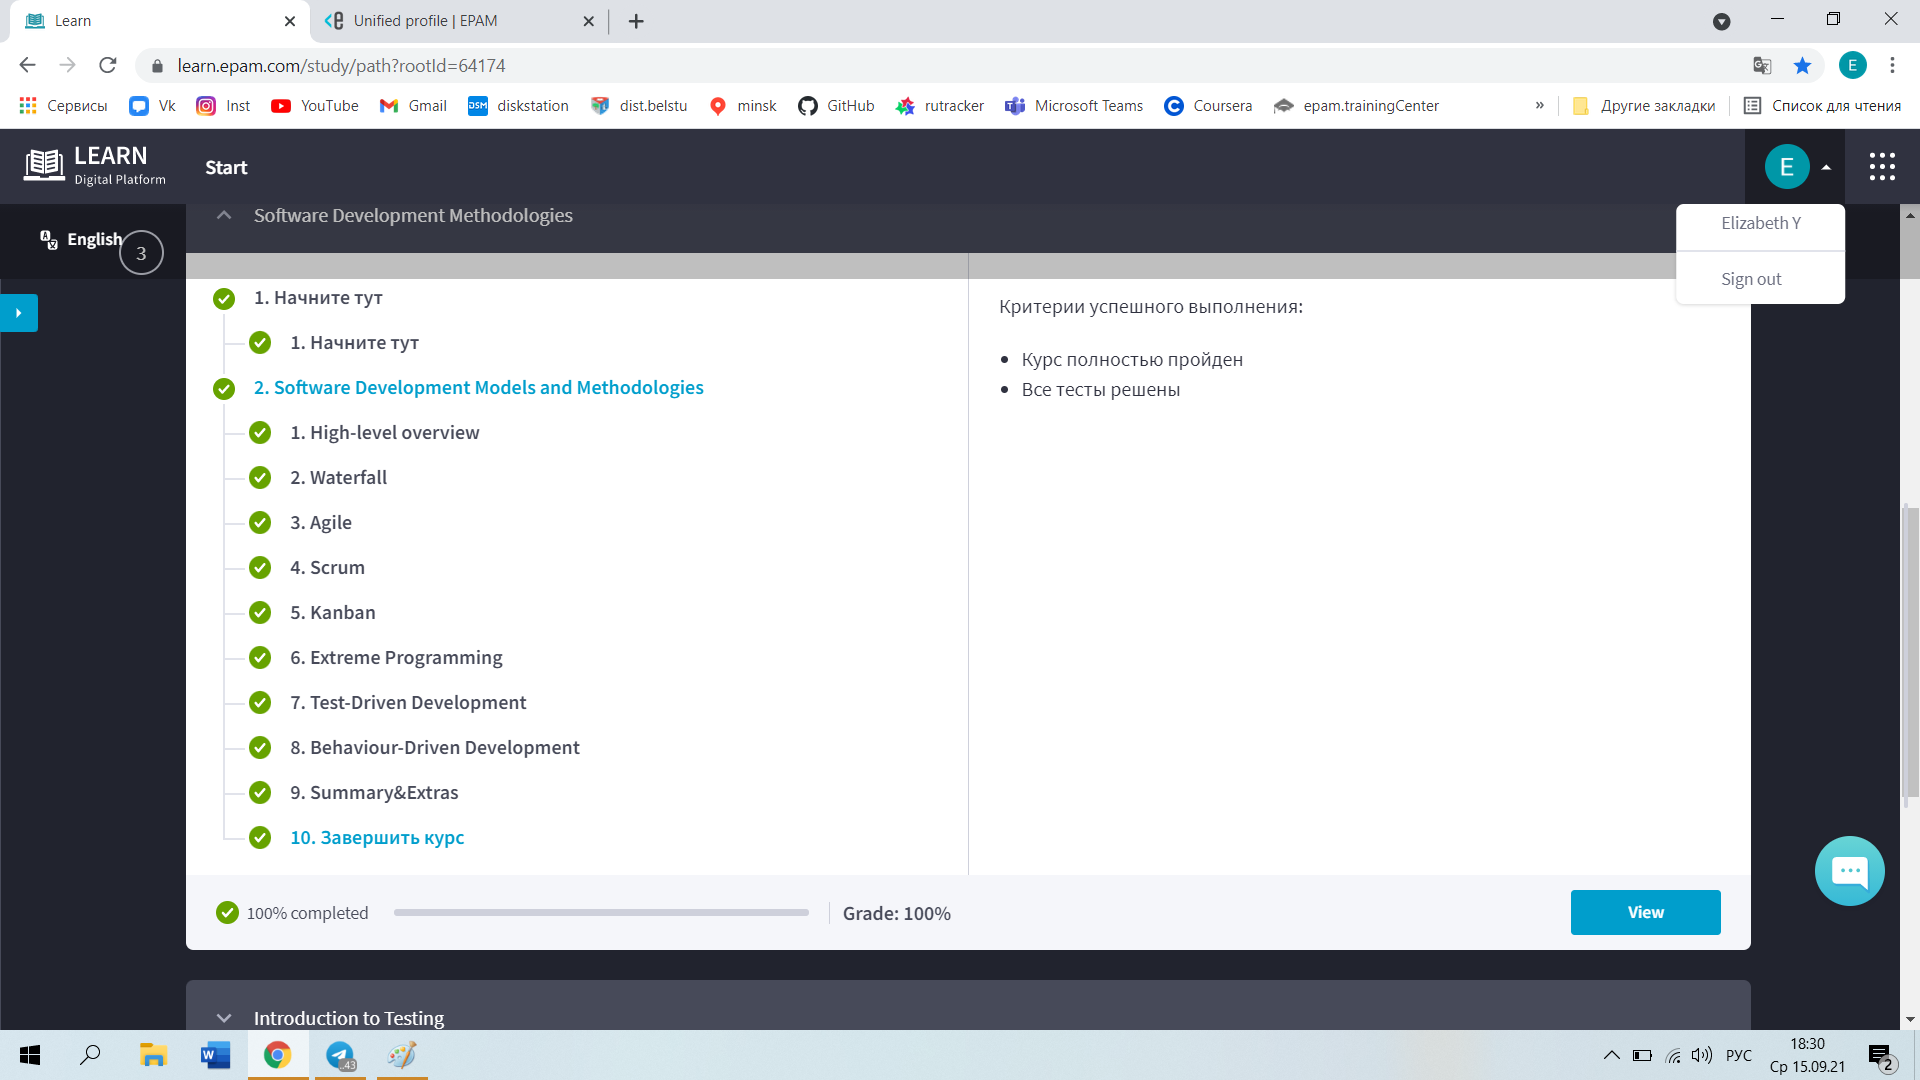 Learn
Unified profile | EPAM
learn.epam.com/study/path?rootId=64174
E
Сервисы
Vk
Inst
YouTube
Gmail
DSM
diskstation
dist.belstu
minsk
GitHub
rutracker
Microsoft Teams
Coursera
epam.trainingCenter
»
Другие закладки
Список для чтения
LEARN
Digital Platform
Start
E
Elizabeth Y
Sign out
English
3
Software Development Methodologies
1. Начните тут
1. Начните тут
2. Software Development Models and Methodologies
1. High-level overview
2. Waterfall
3. Agile
4. Scrum
5. Kanban
6. Extreme Programming
7. Test-Driven Development
8. Behaviour-Driven Development
9. Summary&Extras
10. Завершить курс
Критерии успешного выполнения:
Курс полностью пройден
Все тесты решены
100% completed
Grade: 100%
View
Introduction to Testing
43
РУС
18:30
Ср 15.09.21
2